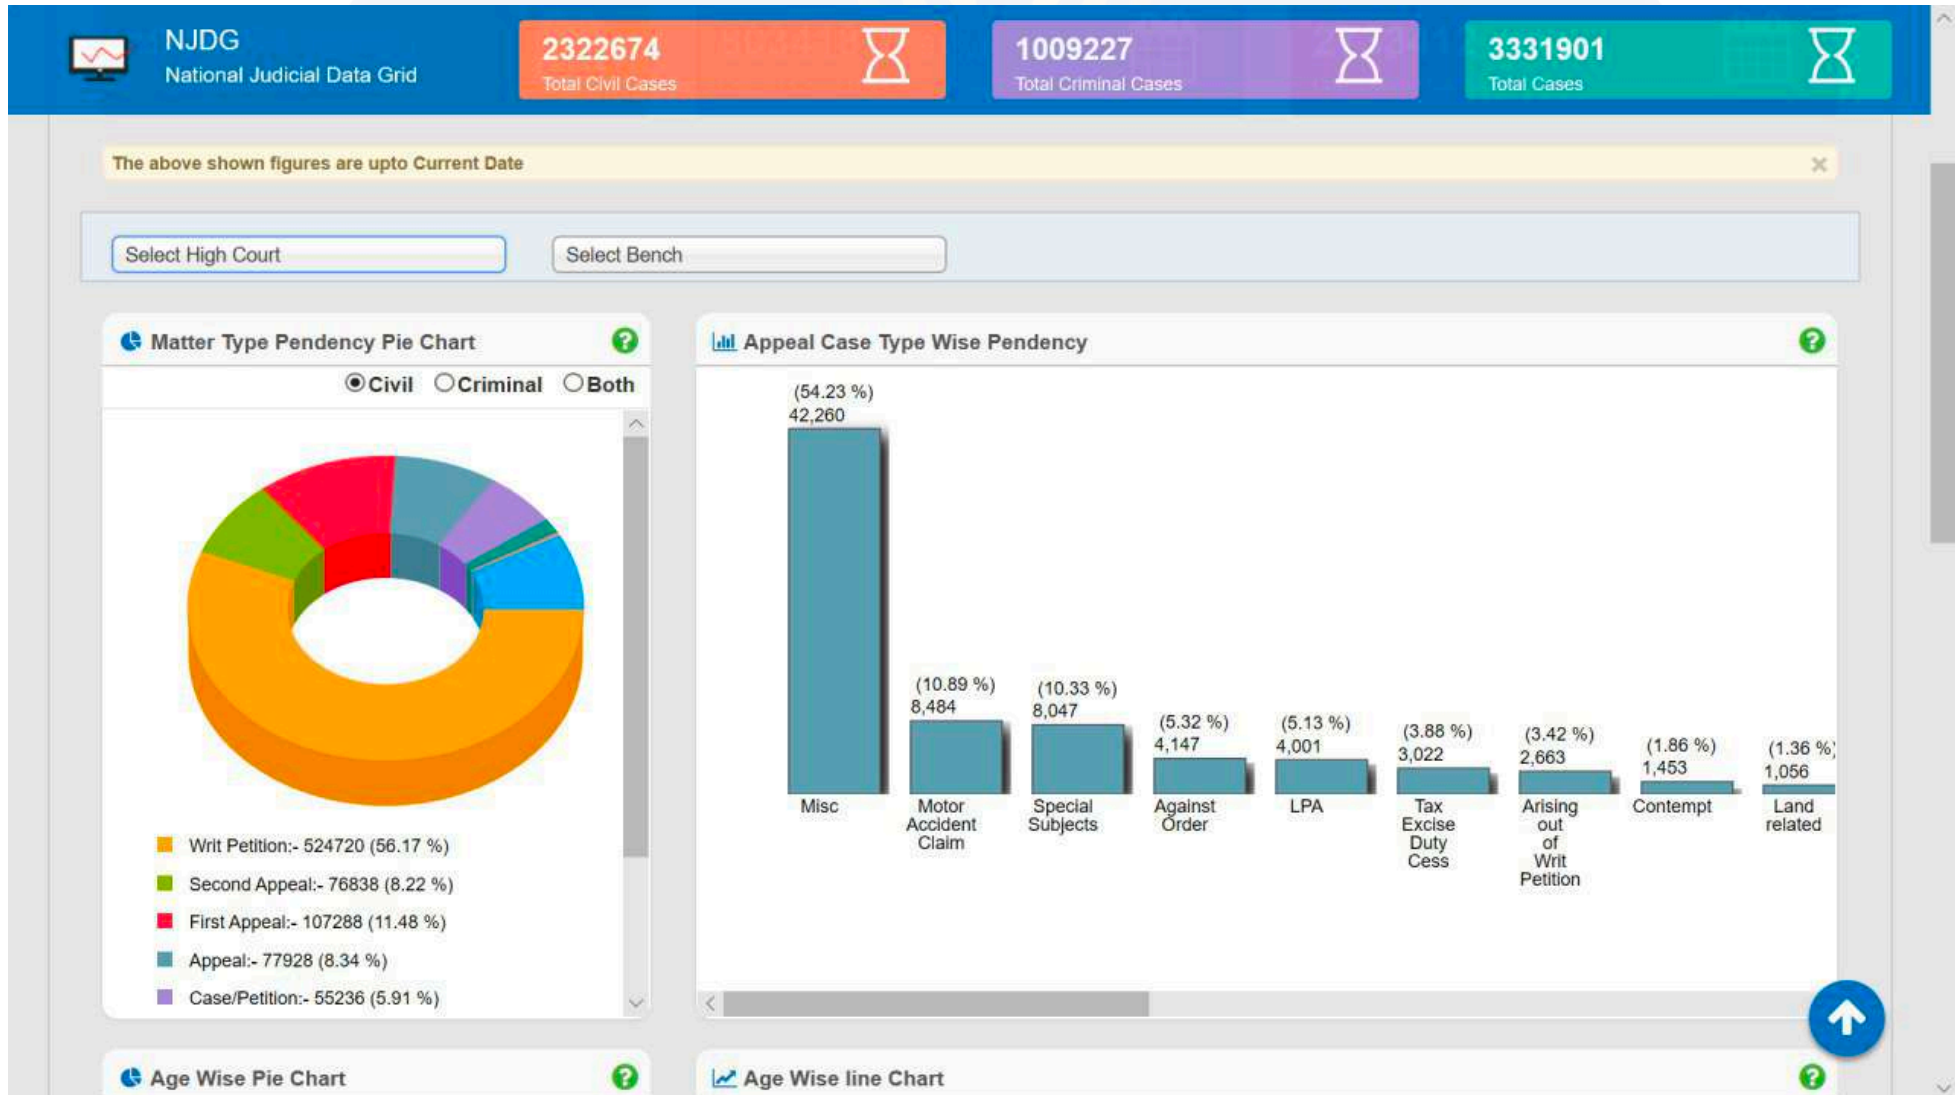 NJDG
National Judicial Data Grid
2322674
Total Civil Cases
1009227
Total Criminal Cases
3331901
Total Cases
The above shown figures are upto Current Date
×
Select High Court
Select Bench
Matter Type Pendency Pie Chart
?
Civil Criminal Both
Writ Petition:- 524720 (56.17 %)
Second Appeal:- 76838 (8.22 %)
First Appeal:- 107288 (11.48 %)
Appeal:- 77928 (8.34 %)
Case/Petition:- 55236 (5.91 %)
Appeal Case Type Wise Pendency
?
(54.23 %)
42,260
Misc
(10.89 %)
8,484
Motor
Accident
Claim
(10.33 %)
8,047
Special
Subjects
(5.32 %)
4,147
Against
Order
(5.13 %)
4,001
LPA
(3.88 %)
3,022
Tax
Excise
Duty
Cess
(3.42 %)
2,663
Arising
out
of
Writ
Petition
(1.86 %)
1,453
Contempt
(1.36 %)
1,056
Land
related
Age Wise Pie Chart
?
Age Wise line Chart
?